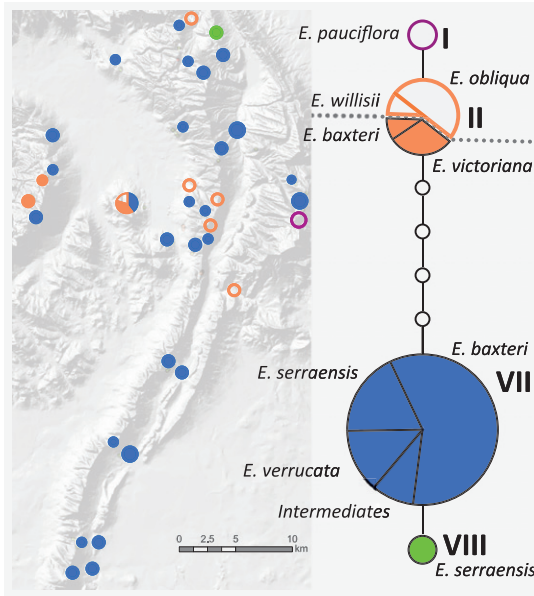 E. pauciflora
I
E. obliqua
E. willisii
II
E. baxteri
E. victoriana
E. baxteri
E. serraensis
VII
E. verrucata
Intermediates
0 2.5 5 10
km
VIII
E. serraensis